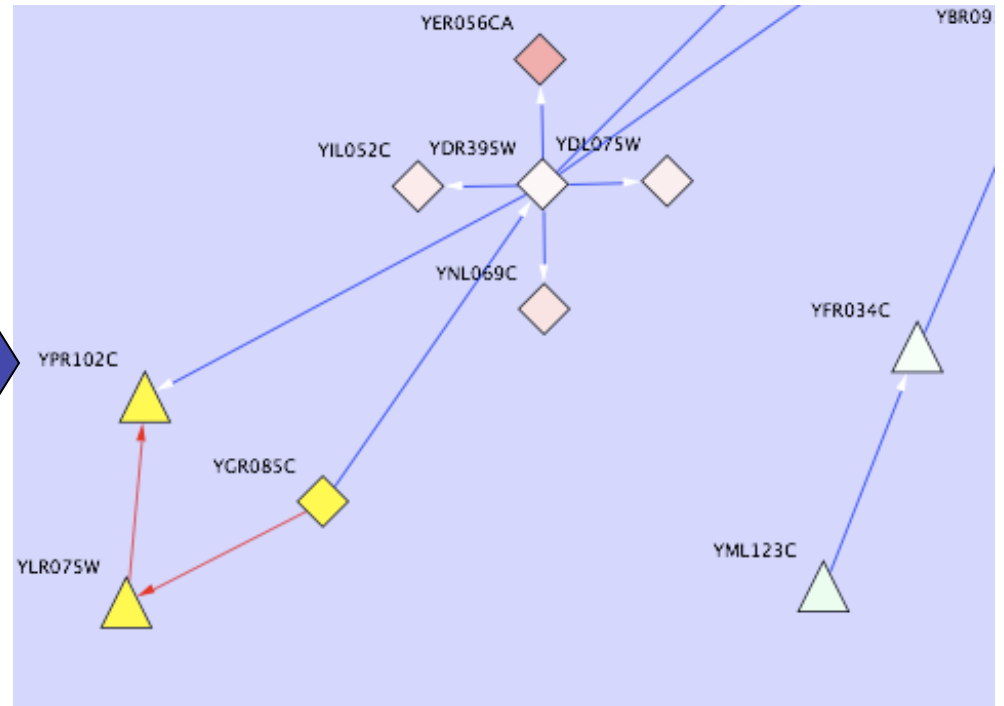 YER056CA
YBR09
YIL052C
YDR395W
YDL075W
YNL069C
YFR034C
YPR102C
YGR085C
YML123C
YLR075W